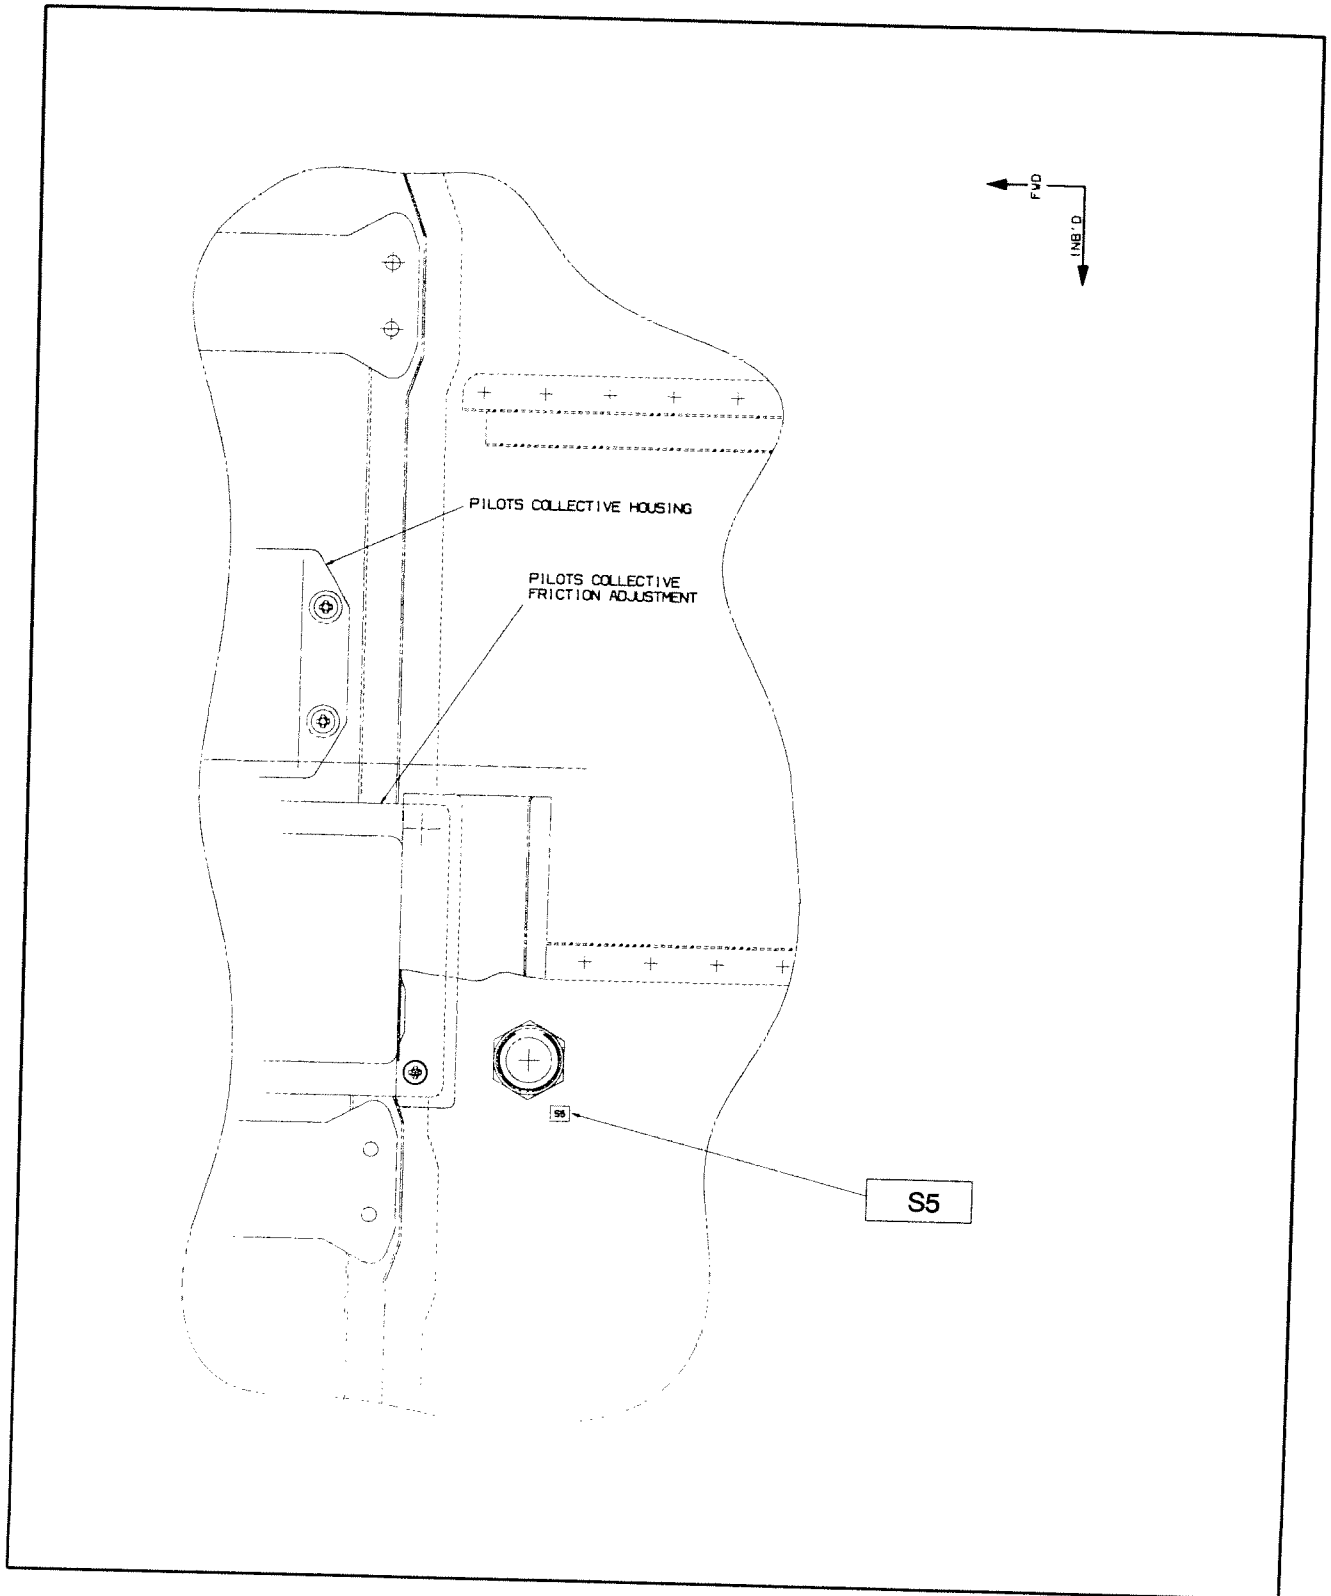 FWD
INB'D
PILOTS COLLECTIVE HOUSING
PILOTS COLLECTIVE
FRICTION ADJUSTMENT
S5
S5